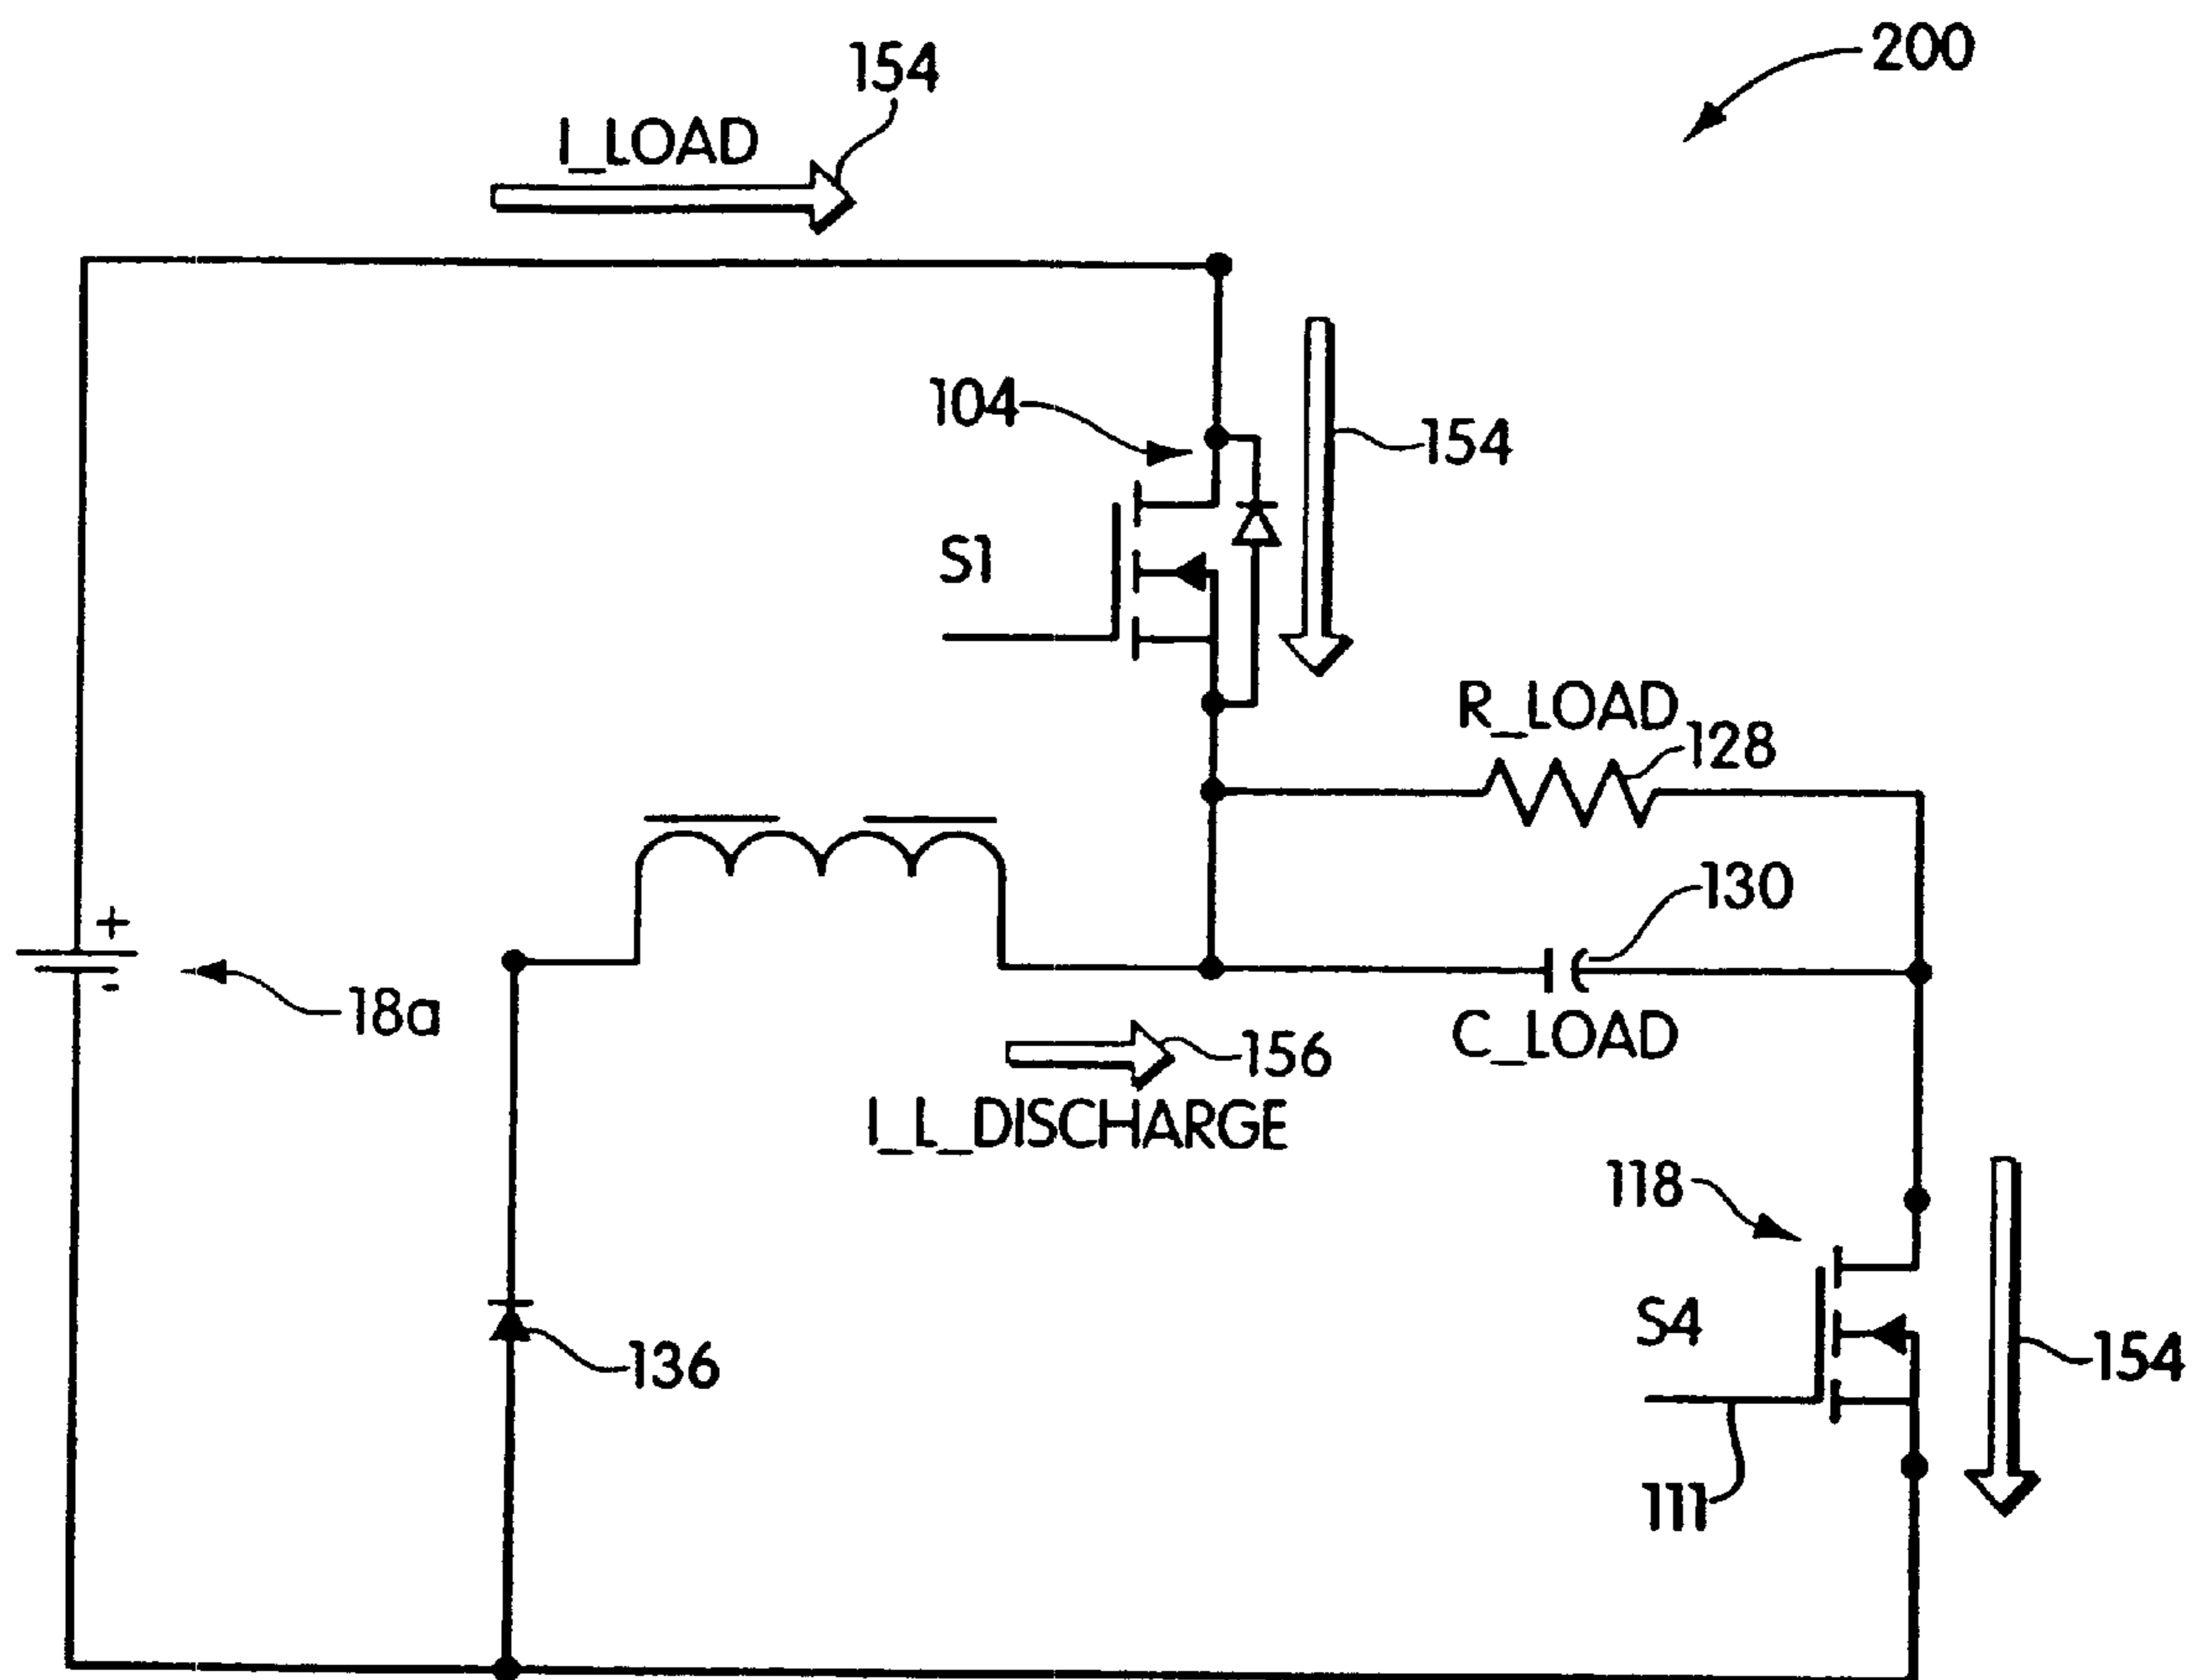 200
154
I_LOAD
104
154
S1
R_LOAD
128
130
+
-
18a
C_LOAD
156
I_L_DISCHARGE
118
S4
136
154
111